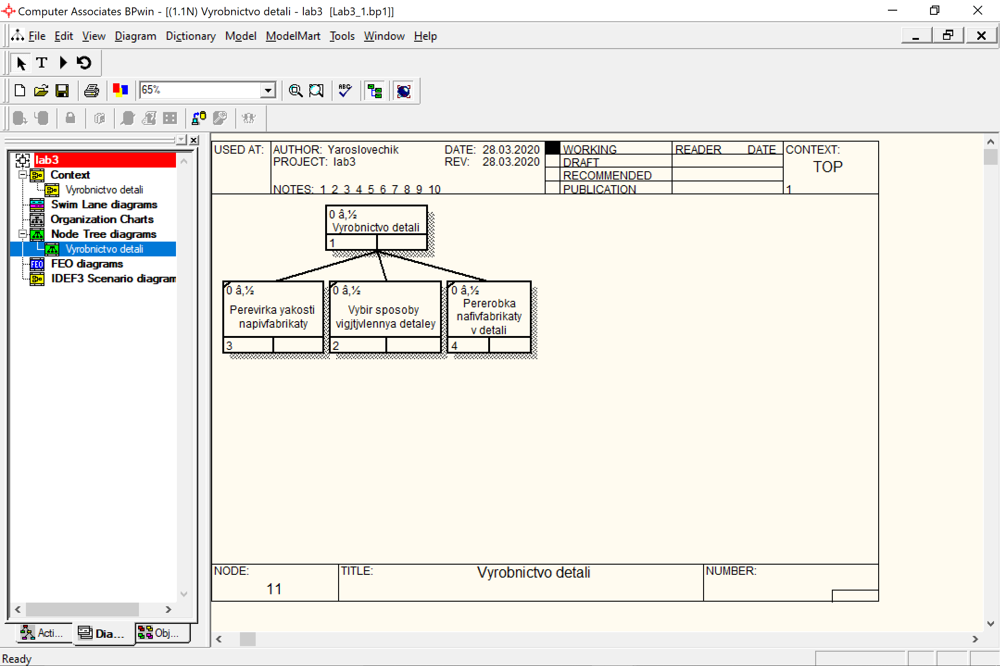 Computer Associates BPwin - [(1.1N) Vyrobnictvo detali - lab3  [Lab3_1.bp1]]
File Edit View Diagram Dictionary Model ModelMart Tools Window Help
T
65%
ABC
lab3
Context
Vyrobnictvo detali
Swim Lane diagrams
Organization Charts
Node Tree diagrams
Vyrobnictvo detali
FEO FEO diagrams
IDEF3 Scenario diagram
Acti... Dia... Obj...
USED AT: AUTHOR: Yaroslovechik DATE: 28.03.2020 WORKING READER DATE CONTEXT:
PROJECT: lab3 REV: 28.03.2020 DRAFT TOP
RECOMMENDED
NOTES: 1 2 3 4 5 6 7 8 9 10 PUBLICATION 1
0 â‚½
Vyrobnictvo detali
1
0 â‚½
Perevirka yakosti
napivfabrikaty
3
0 â‚½
Vybir sposoby
vigjtjvlennya detaley
2
0 â‚½
Pererobka
nafivfabrikaty
v detali
4
NODE: TITLE: Vyrobnictvo detali NUMBER:
11
Ready